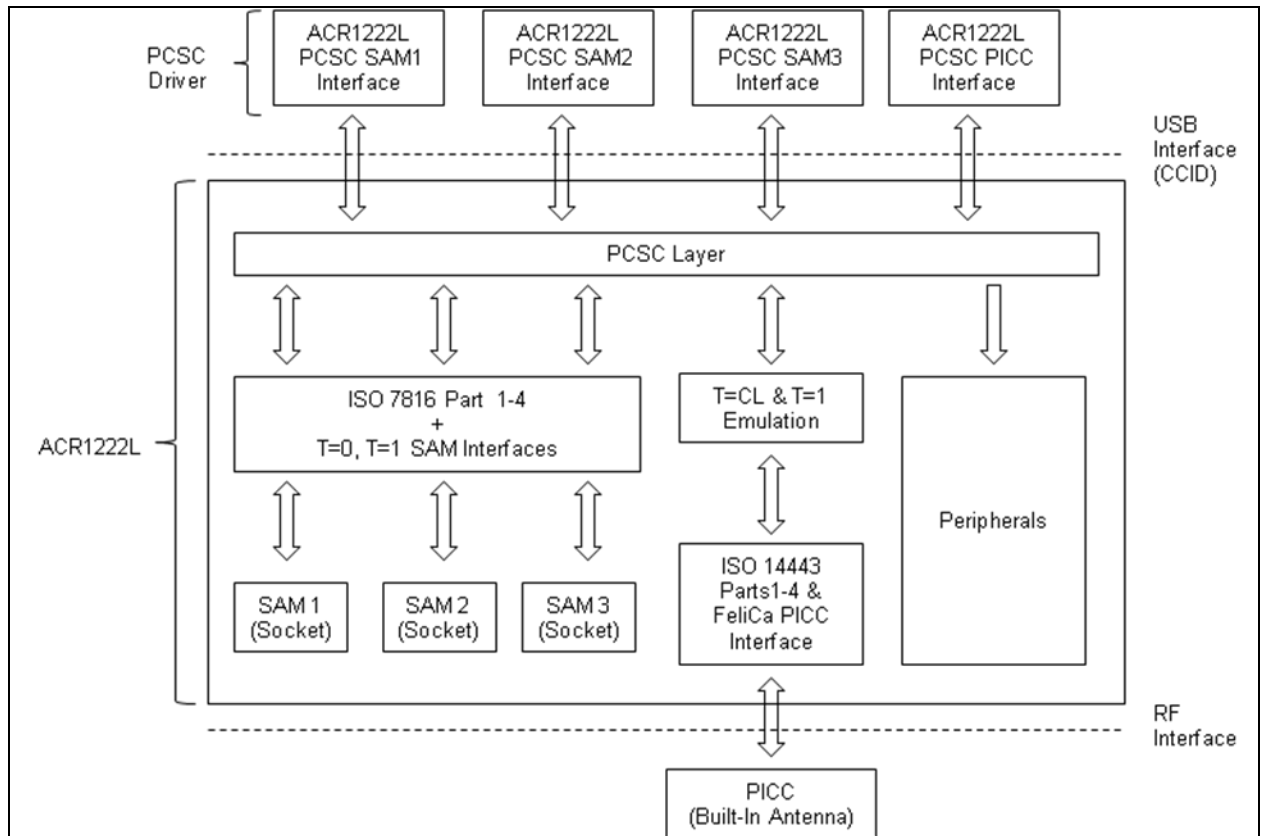 PCSC
Driver
ACR1222L
PCSC SAM1
Interface
ACR1222L
PCSC SAM2
Interface
ACR1222L
PCSC SAM3
Interface
ACR1222L
PCSC PICC
Interface
USB
Interface
(CCID)
PCSC Layer
ACR1222L
ISO 7816 Part 1-4
+
T=0, T=1 SAM Interfaces
T=CL & T=1
Emulation
Peripherals
SAM 1
(Socket)
SAM 2
(Socket)
SAM 3
(Socket)
ISO 14443
Parts1-4 &
FeliCa PICC
Interface
RF
Interface
PICC
(Built-In Antenna)